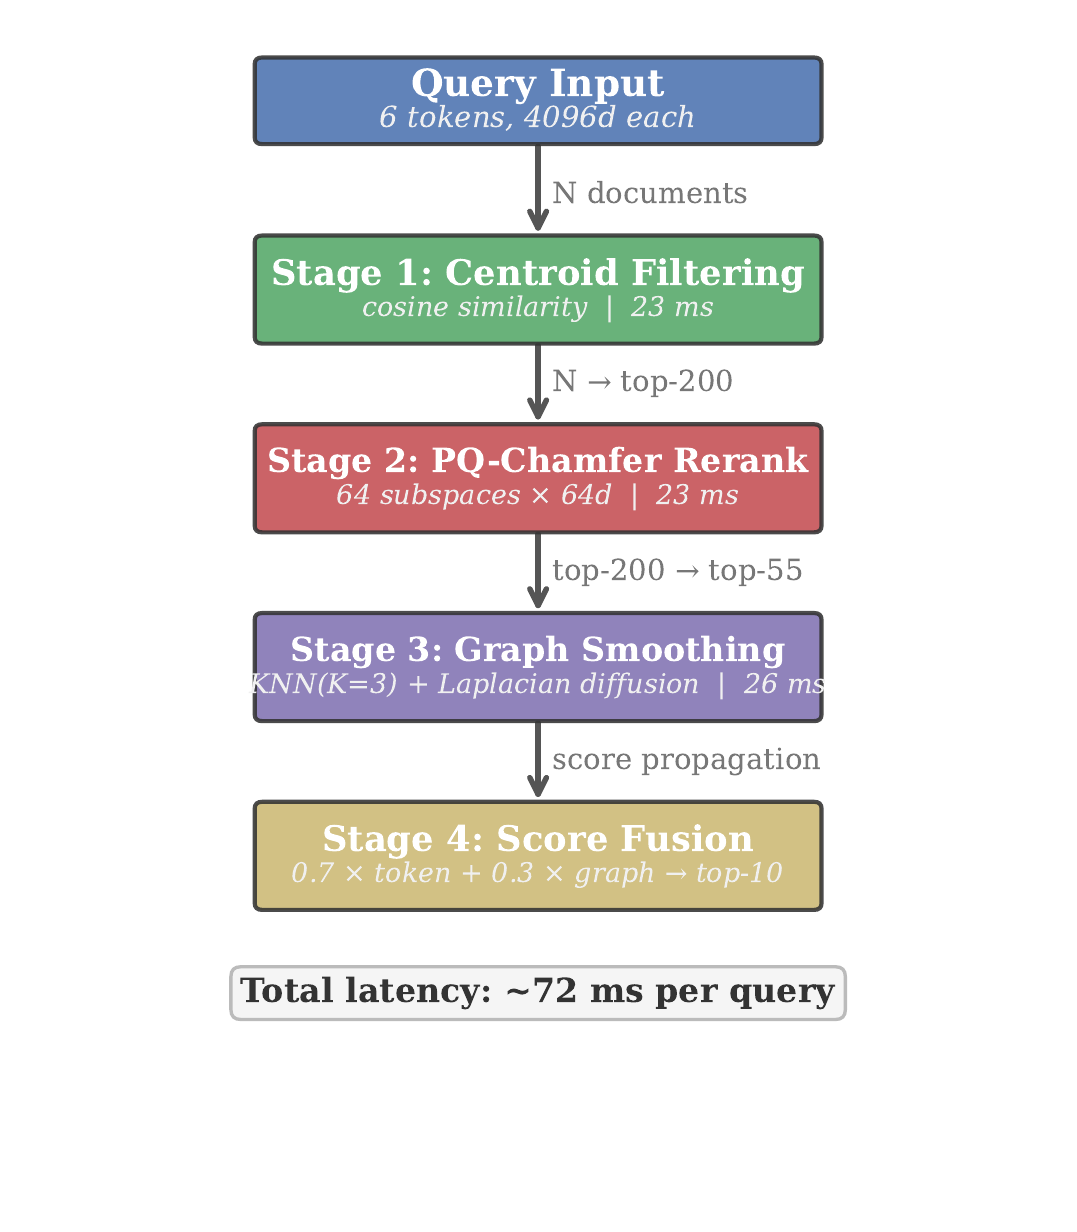 Query Input
6 tokens, 4096d each
N documents
Stage 1: Centroid Filtering
cosine similarity | 23 ms
N → top-200
Stage 2: PQ-Chamfer Rerank
64 subspaces × 64d | 23 ms
top-200 → top-55
Stage 3: Graph Smoothing
KNN(K=3) + Laplacian diffusion | 26 ms
score propagation
Stage 4: Score Fusion
0.7 × token + 0.3 × graph → top-10
Total latency: ~72 ms per query